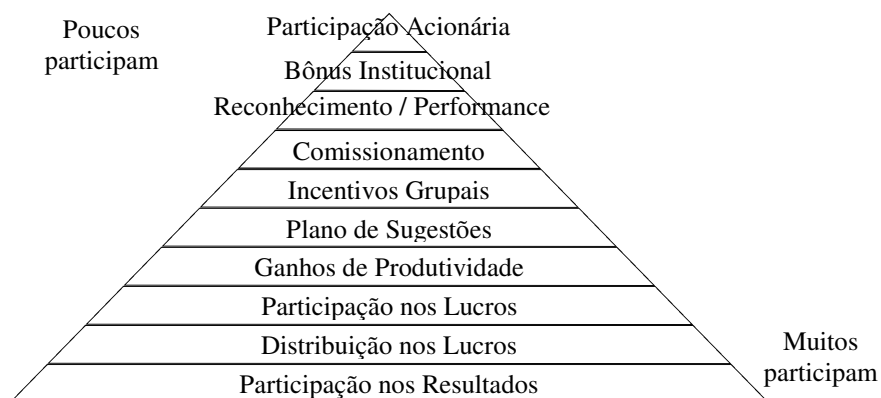 Poucos
participam
Participação Acionária
Bônus Institucional
Reconhecimento / Performance
Comissionamento
Incentivos Grupais
Plano de Sugestões
Ganhos de Produtividade
Participação nos Lucros
Distribuição nos Lucros
Participação nos Resultados
Muitos
participam